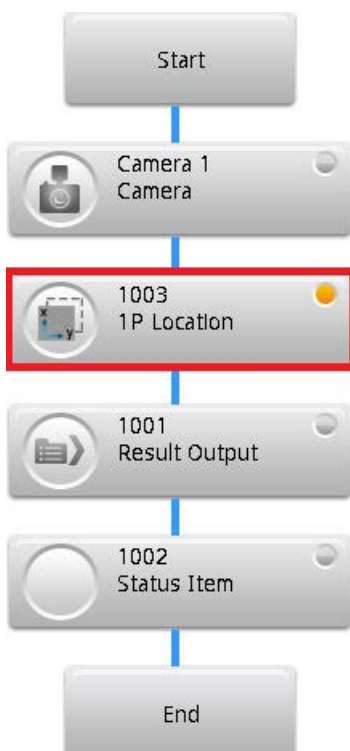 Start
Camera 1
Camera
1003
1P Location
1001
Result Output
1002
Status Item
End